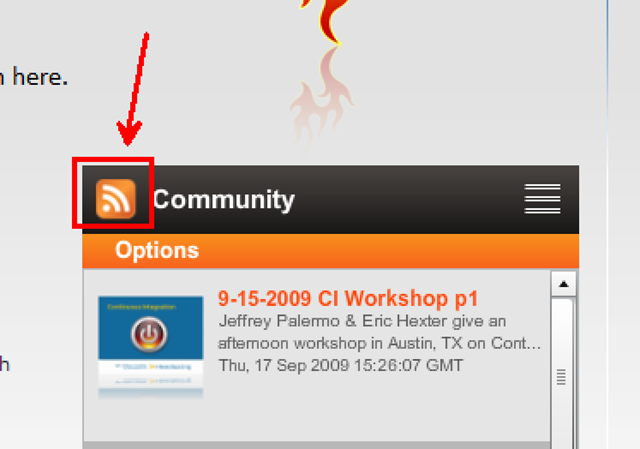 here.
Community
Options
9-15-2009 CI Workshop p1
Jeffrey Palermo & Eric Hexter give an
afternoon workshop in Austin, TX on Cont...
Thu, 17 Sep 2009 15:26:07 GMT
Continuous Integration